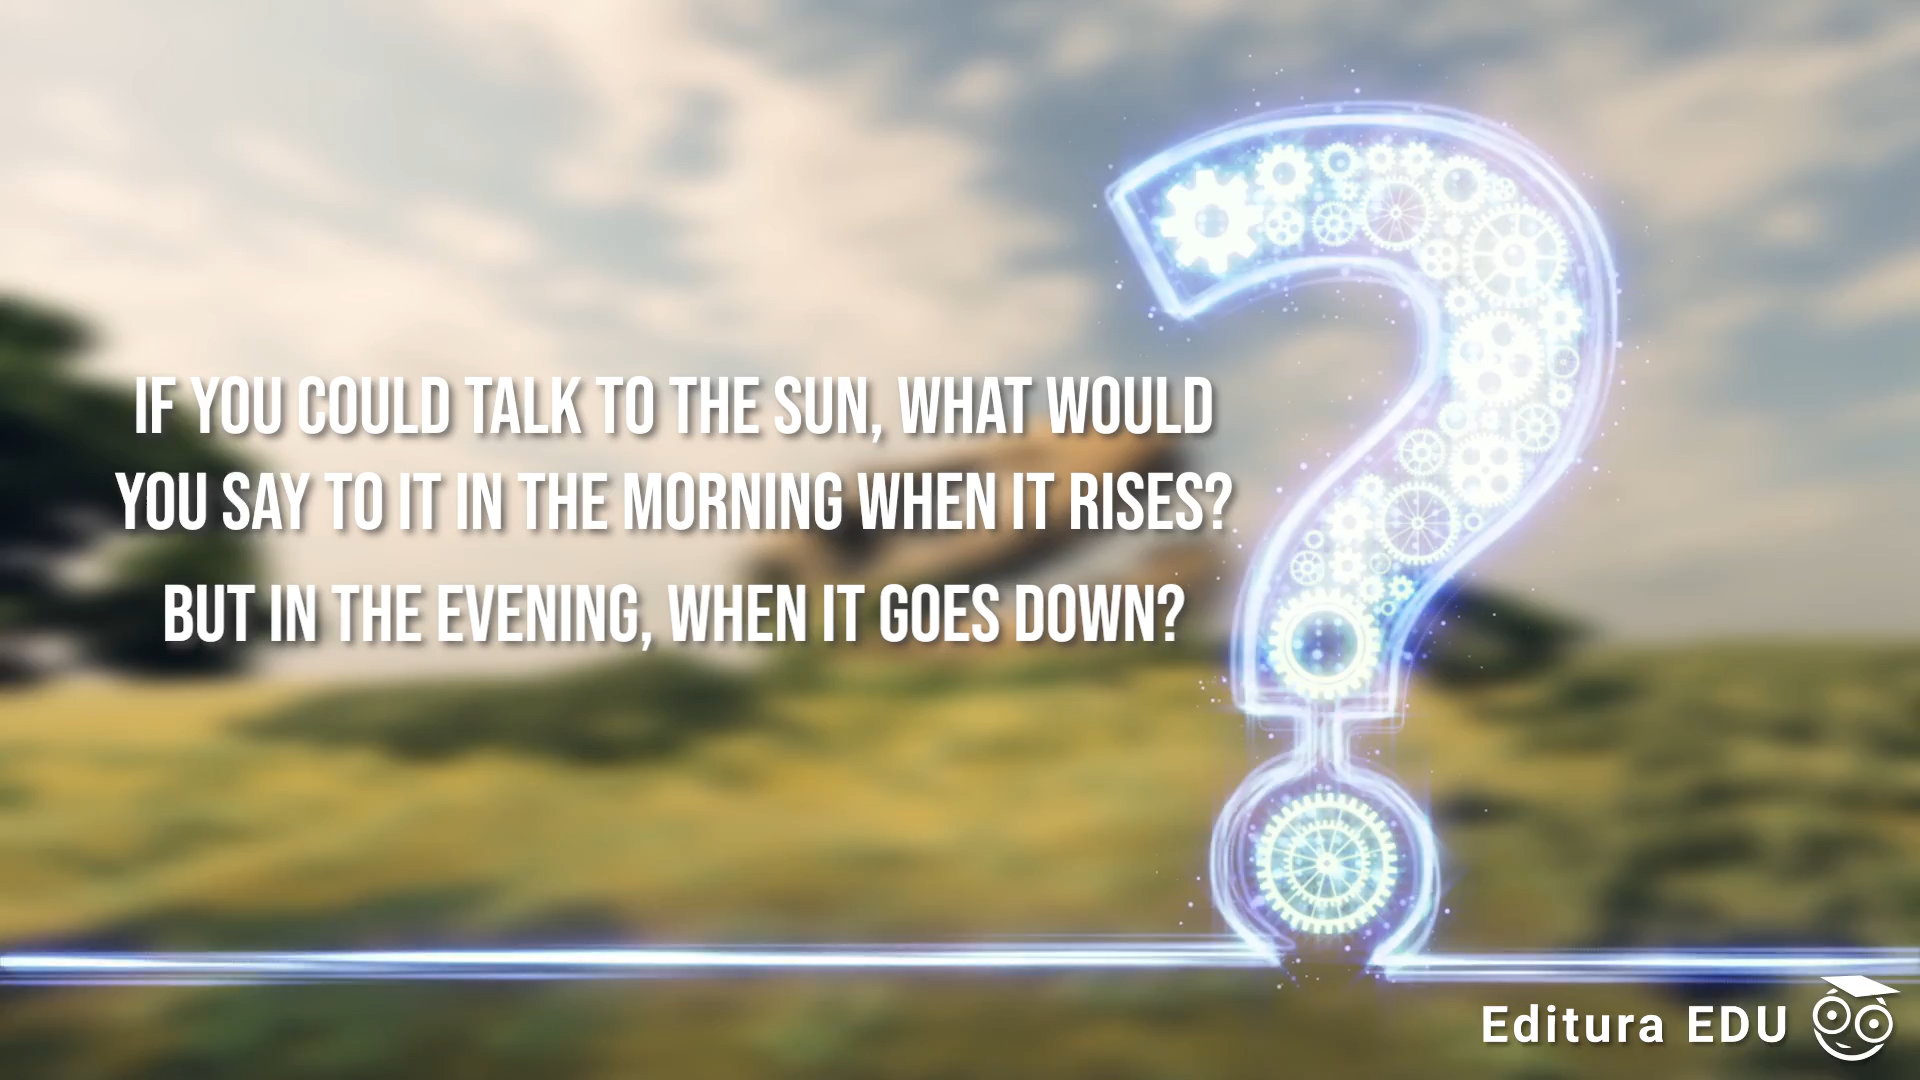 IF YOU COULD TALK TO THE SUN, WHAT WOULD
YOU SAY TO IT IN THE MORNING WHEN IT RISES?
BUT IN THE EVENING, WHEN IT GOES DOWN?
Editura EDU